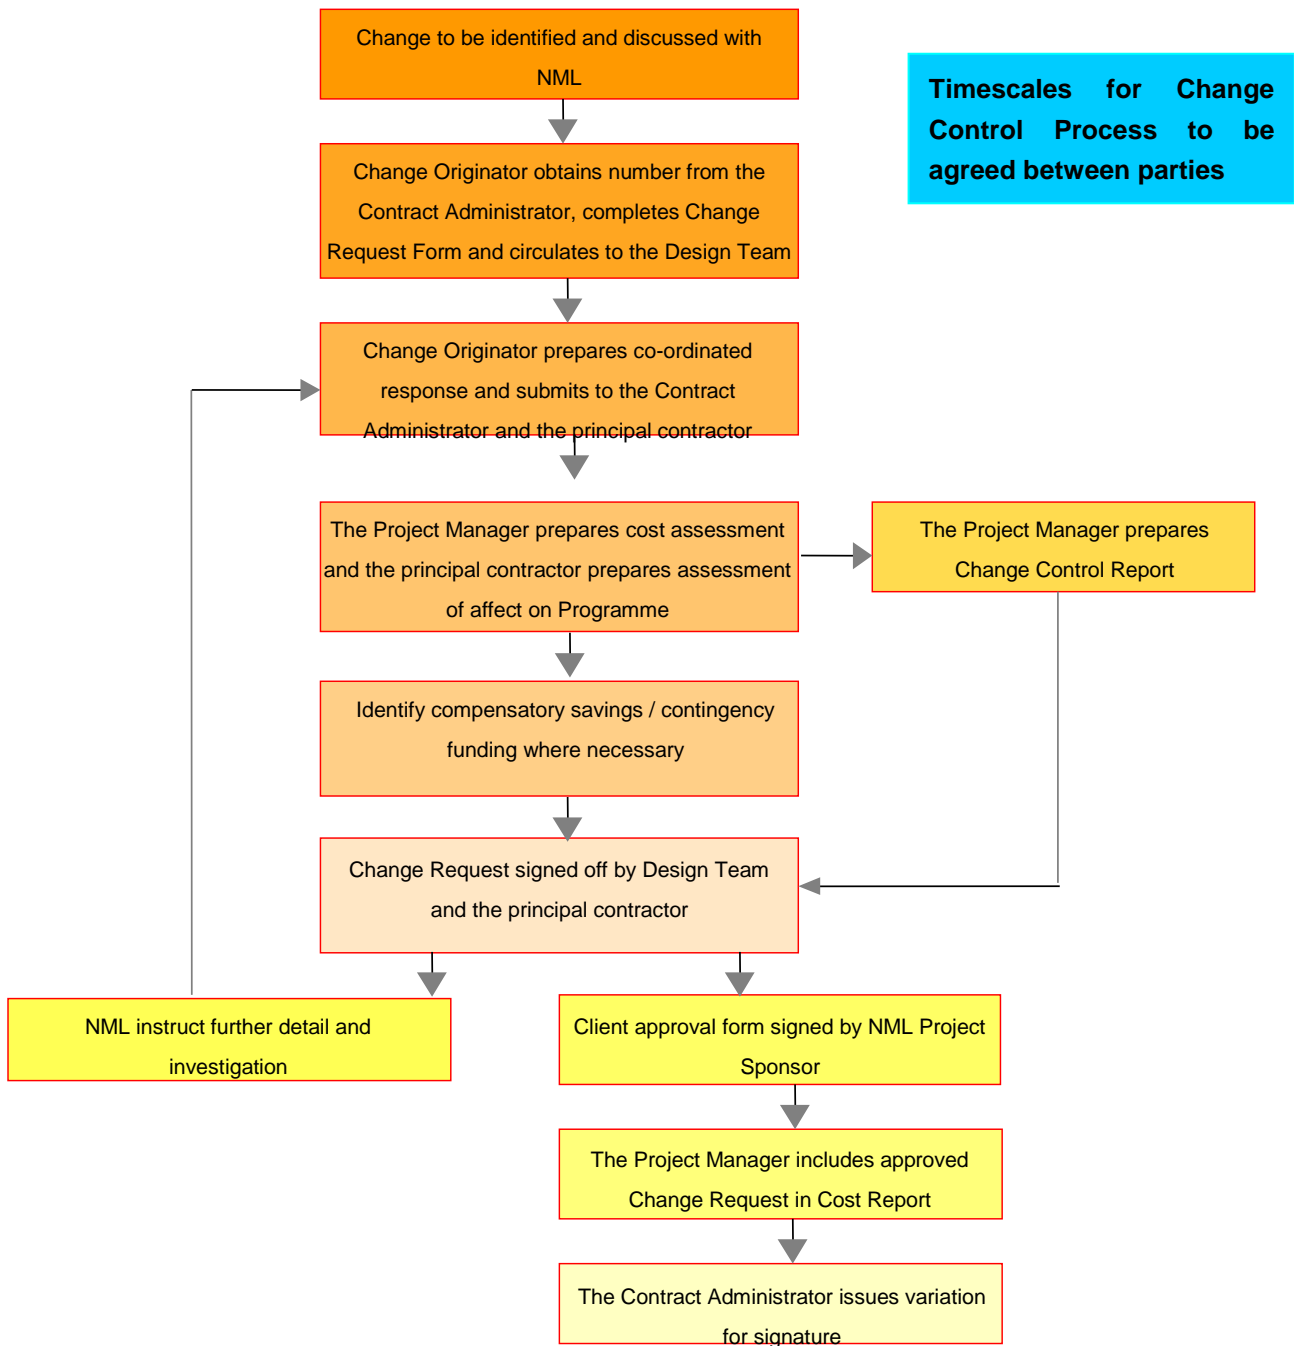 Change to be identified and discussed with
NML
Timescales for Change
Control Process to be
agreed between parties
Change Originator obtains number from the
Contract Administrator, completes Change
Request Form and circulates to the Design Team
Change Originator prepares co-ordinated
response and submits to the Contract
Administrator and the principal contractor
The Project Manager prepares cost assessment
and the principal contractor prepares assessment
of affect on Programme
The Project Manager prepares
Change Control Report
Identify compensatory savings / contingency
funding where necessary
Change Request signed off by Design Team
and the principal contractor
NML instruct further detail and
investigation
Client approval form signed by NML Project
Sponsor
The Project Manager includes approved
Change Request in Cost Report
The Contract Administrator issues variation
for signature